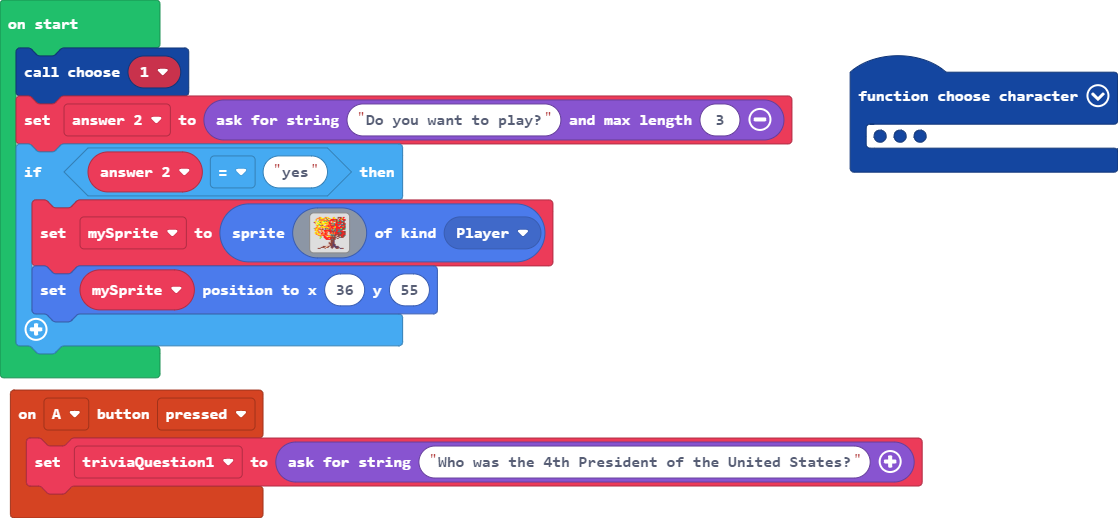 on start
call choose 1
set answer 2 to ask for string "Do you want to play?" and max length 3
if answer 2 = "yes" then
set mySprite to sprite of kind Player
set mySprite position to x 36 y 55
on A button pressed
set triviaQuestion1 to ask for string "Who was the 4th President of the United States?"
function choose character